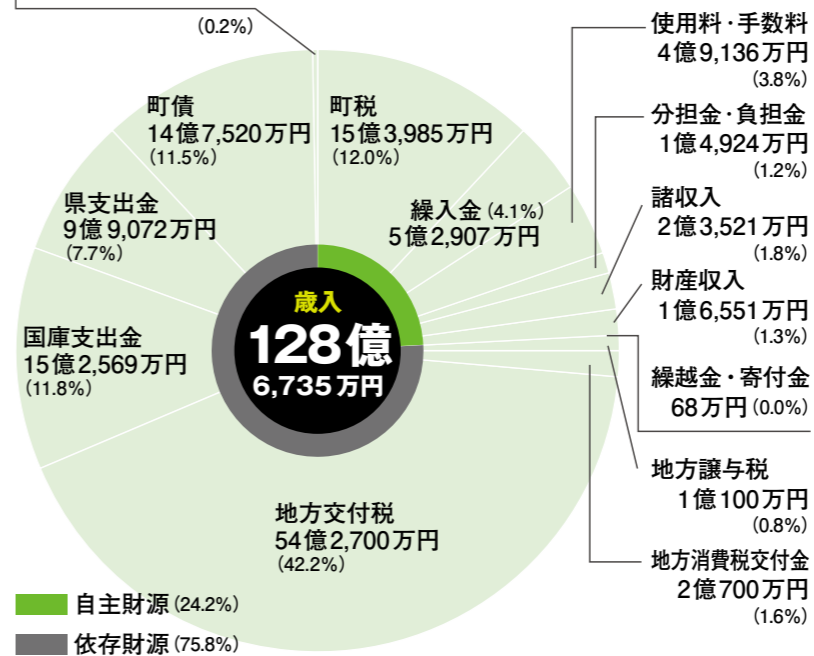 (0.2%)
町債
14億7,520万円
(11.5%)
町税
15億3,985万円
(12.0%)
県支出金
9億9,072万円
(7.7%)
繰入金(4.1%)
5億2,907万円
国庫支出金
15億2,569万円
(11.8%)
歳入
128億
6,735万円
地方交付税
54億2,700万円
(42.2%)
使用料・手数料
4億9,136万円
(3.8%)
分担金・負担金
1億4,924万円
(1.2%)
諸収入
2億3,521万円
(1.8%)
財産収入
1億6,551万円
(1.3%)
繰越金・寄付金
68万円(0.0%)
地方譲与税
1億100万円
(0.8%)
地方消費税交付金
2億700万円
(1.6%)
自主財源(24.2%)
依存財源(75.8%)